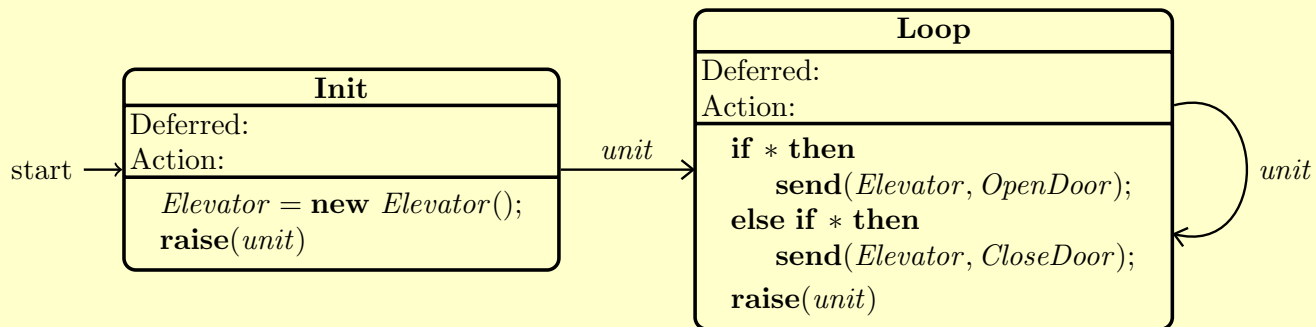 start
Init
Deferred:
Action:
Elevator = new Elevator();
raise(unit)
unit
Loop
Deferred:
Action:
if * then
send(Elevator, OpenDoor);
else if * then
send(Elevator, CloseDoor);
raise(unit)
unit